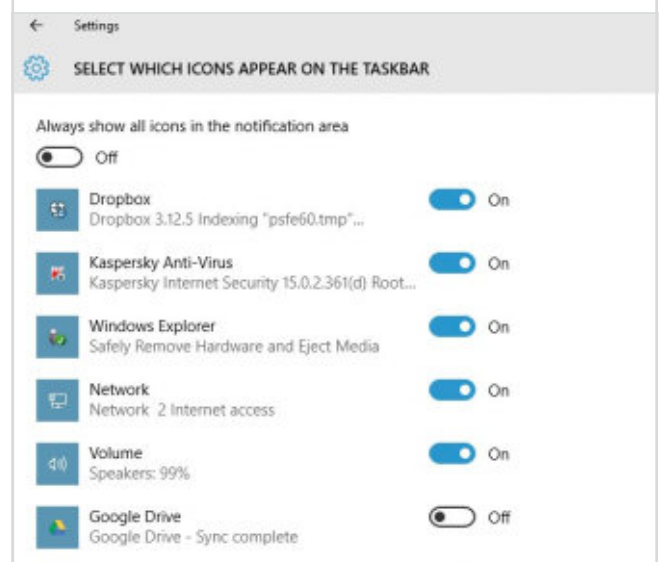 Settings
SELECT WHICH ICONS APPEAR ON THE TASKBAR
Always show all icons in the notification area
Off
Dropbox
On
Dropbox 3.12.5 Indexing "psfe60.tmp"...
Kaspersky Anti-Virus
On
Kaspersky Internet Security 15.0.2.361(d) Root...
Windows Explorer
On
Safely Remove Hardware and Eject Media
Network
On
Network 2 Internet access
Volume
On
Speakers: 99%
Google Drive
Off
Google Drive - Sync complete